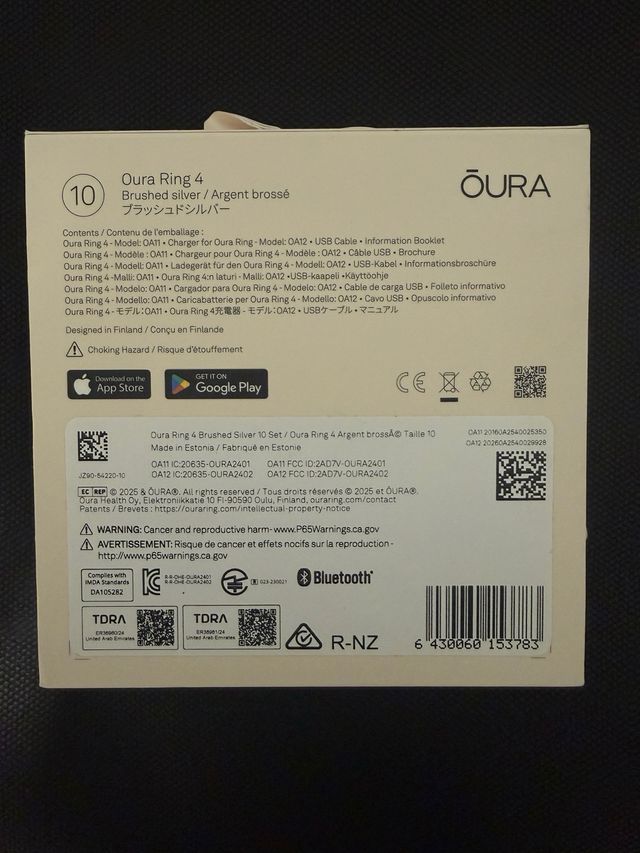 10
Oura Ring 4
Brushed silver / Argent brossé
ブラッシュドシルバー
ŌURA
Contents / Contenu de l'emballage :
Oura Ring 4 - Model: OA11 • Charger for Oura Ring - Model: OA12 • USB Cable • Information Booklet
Oura Ring 4 - Modèle : OA11 • Chargeur pour Oura Ring - Modèle : OA12 • Câble USB • Brochure
Oura Ring 4 - Modell: OA11 • Ladegerät für den Oura Ring - Modell: OA12 • USB-Kabel • Informationsbroschüre
Oura Ring 4 -Malli: OA11 • Oura Ring 4:n laturi - Malli: OA12 •USB-kaapeli •Käyttöohje
Oura Ring 4 - Modelo: OA11 • Cargador para Oura Ring 4 - Modelo: OA12 • Cable de carga USB • Folleto informativo
Oura Ring 4 - Modello: OA11 • Caricabatterie per Oura Ring 4 - Modello: OA12 • Cavo USB • Opuscolo informativo
Oura Ring 4 - モデル：OA11 • Oura Ring 4充電器 - モデル：OA12 • USBケーブル • マニュアル
Designed in Finland / Conçu en Finlande
Choking Hazard / Risque d'étouffement
Download on the
App Store
GET IT ON
Google Play
CE
Oura Ring 4 Brushed Silver 10 Set / Oura Ring 4 Argent brossÃ© Taille 10
Made in Estonia / Fabriqué en Estonie
OA11 20160A2540025350
OA12 20260A2540029928
JZ90-54220-10
OA11 IC:20635-OURA2401 OA11 FCC ID:2AD7V-OURA2401
OA12 IC:20635-OURA2402 OA12 FCC ID:2AD7V-OURA2402
EC REP © 2025 & ŌURA®. All rights reserved / Tous droits réservés © 2025 et ŌURA®.
Oura Health Oy, Elektroniikkatie 10 FI-90590 Oulu, Finland, ouraring.com/contact
Patents / Brevets : https://ouraring.com/intellectual-property-notice
WARNING: Cancer and reproductive harm- www.P65Warnings.ca.gov
AVERTISSEMENT: Risque de cancer et effets nocifs sur la reproduction -
http://www.p65warnings.ca.gov
Complies with
IMDA Standards
DA105282
R-R-OHE-OURA2401
R-R-OHE-OURA2402
R 023-230021
Bluetooth®
TDRA
ER36960/24
United Arab Emirates
TDRA
ER36961/24
United Arab Emirates
R-NZ
6 430060 153783